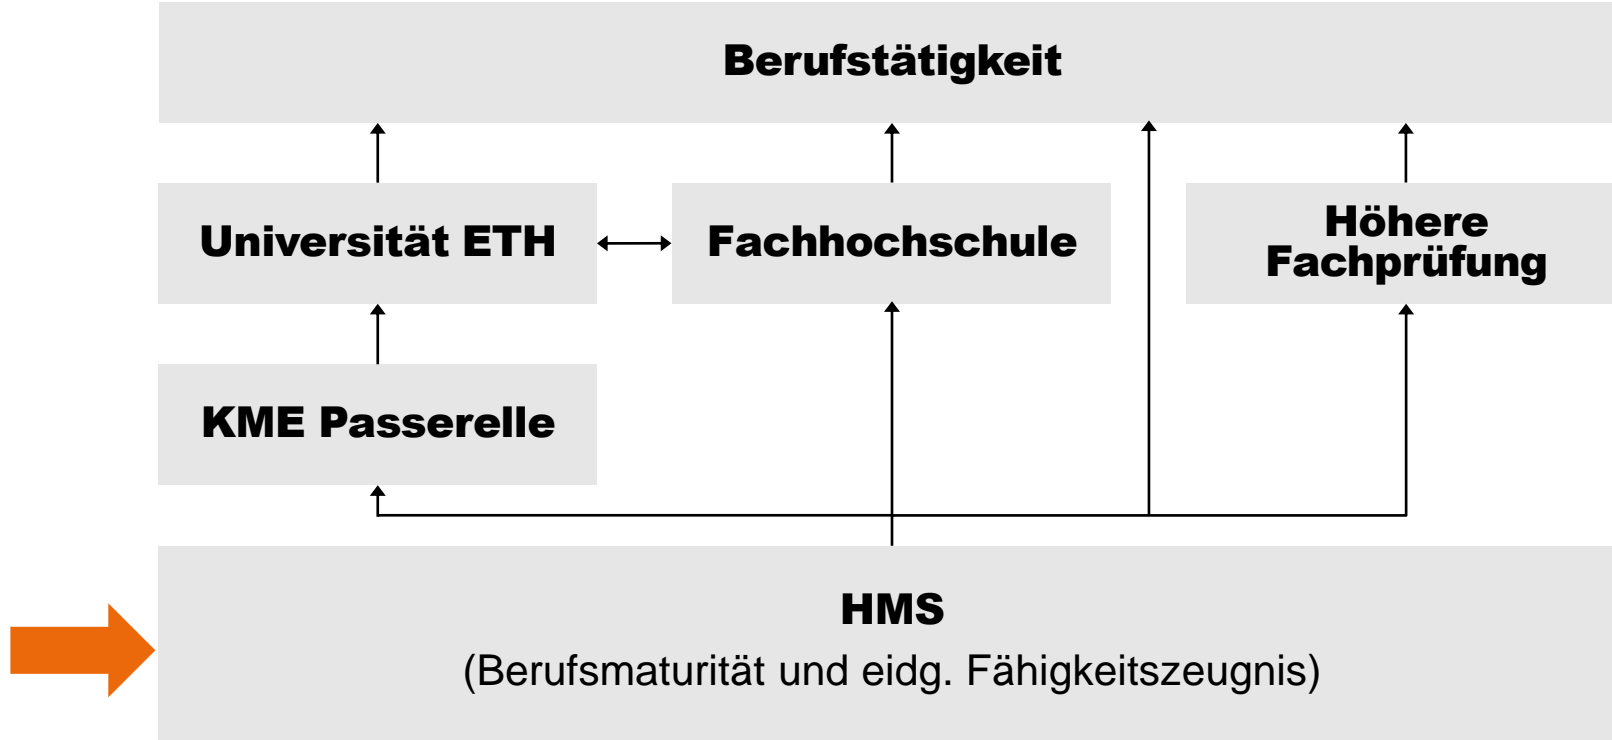 Berufstätigkeit
Universität ETH
Fachhochschule
Höhere
Fachprüfung
KME Passerelle
HMS
(Berufsmaturität und eidg. Fähigkeitszeugnis)